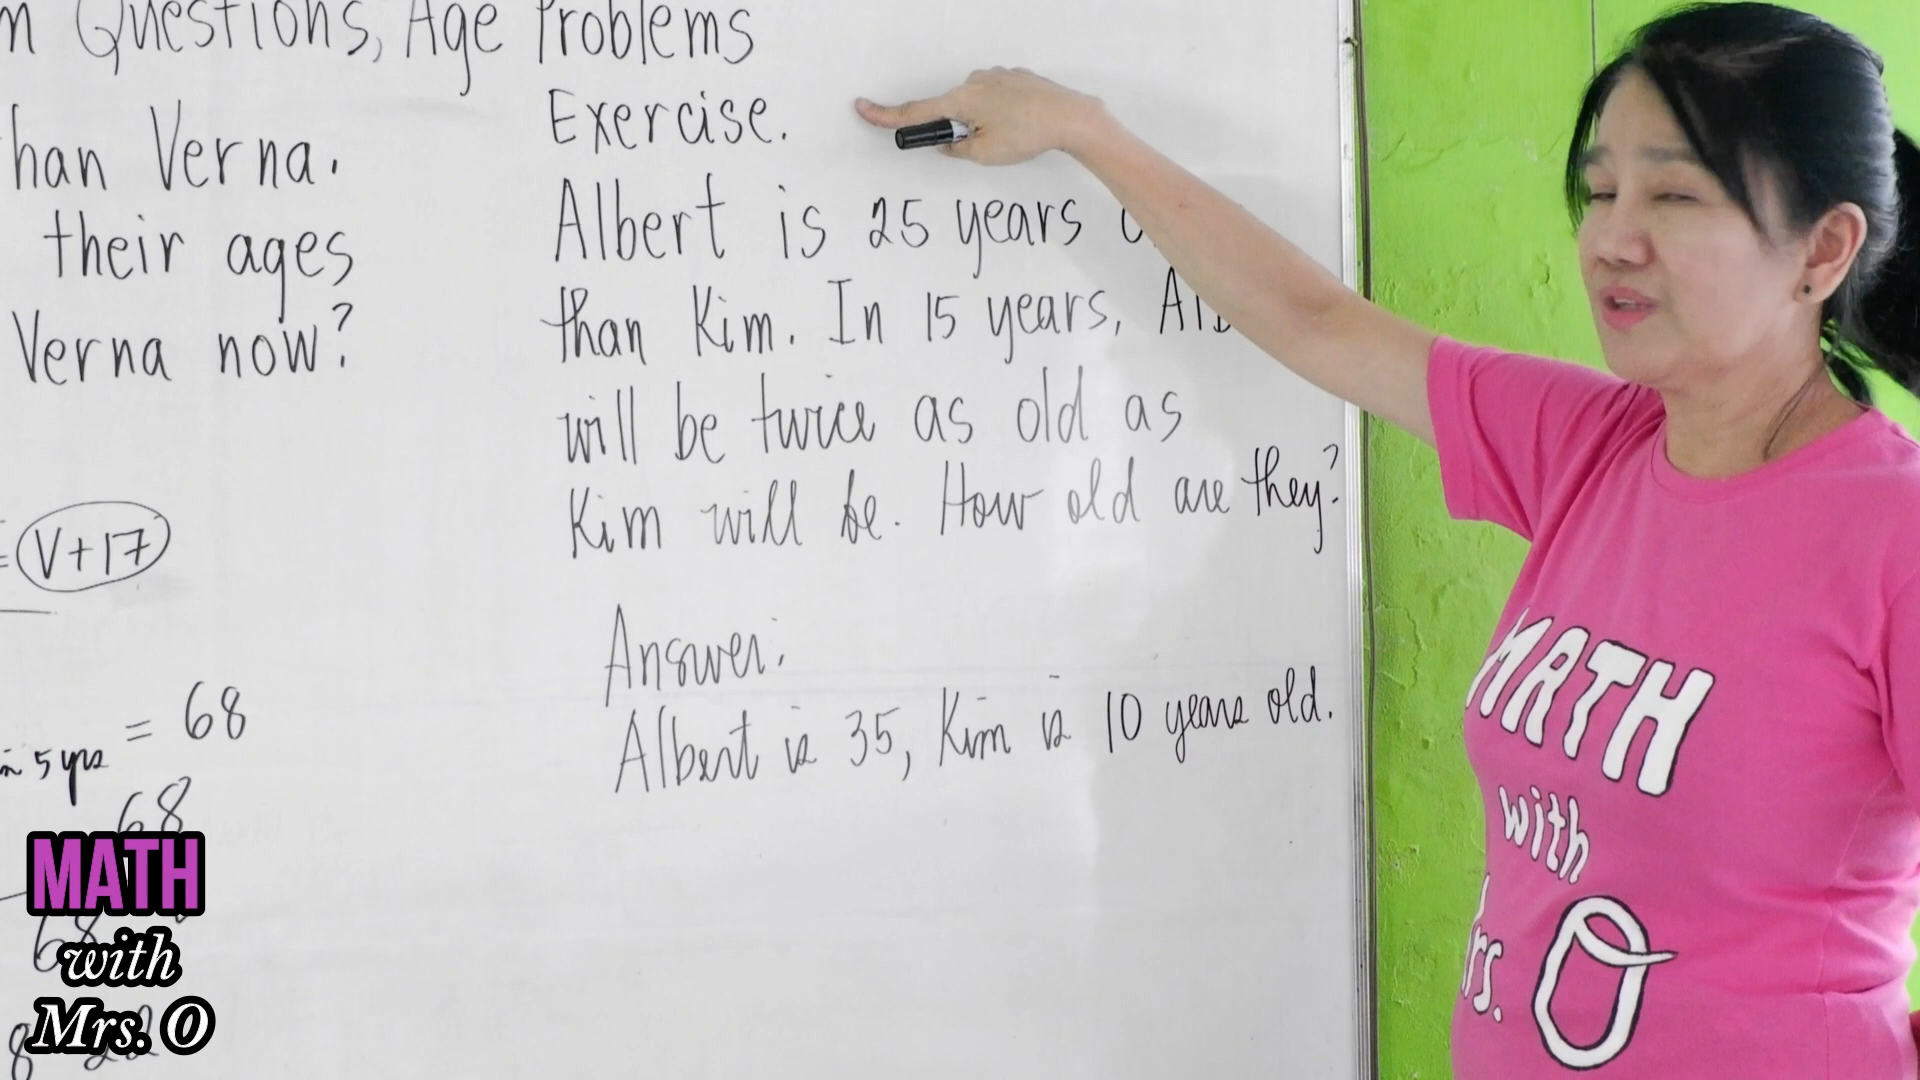 Questions, Age Problems
han Verna.
their ages
Verna now?
= V+17
= 68
in 5 yrs
68
68
Exercise.
Albert is 25 years
than Kim. In 15 years,
will be twice as old as
Kim will be. How old are they?
Answer:
Albert is 35, Kim is 10 years old.
MATH
with
Mrs. O
MATH
with
rs.
O